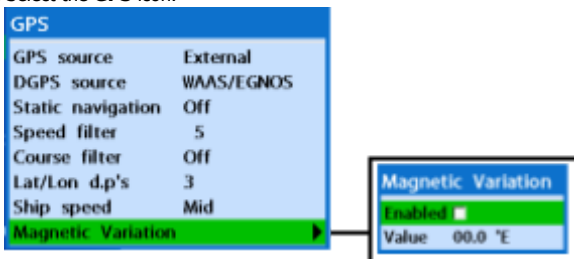 GPS
GPS source External
DGPS source WAAS/EGNOS
Static navigation Off
Speed filter 5
Course filter Off
Lat/Lon d.p's 3
Ship speed Mid
Magnetic Variation
Magnetic Variation
Enabled
Value 00.0 °E